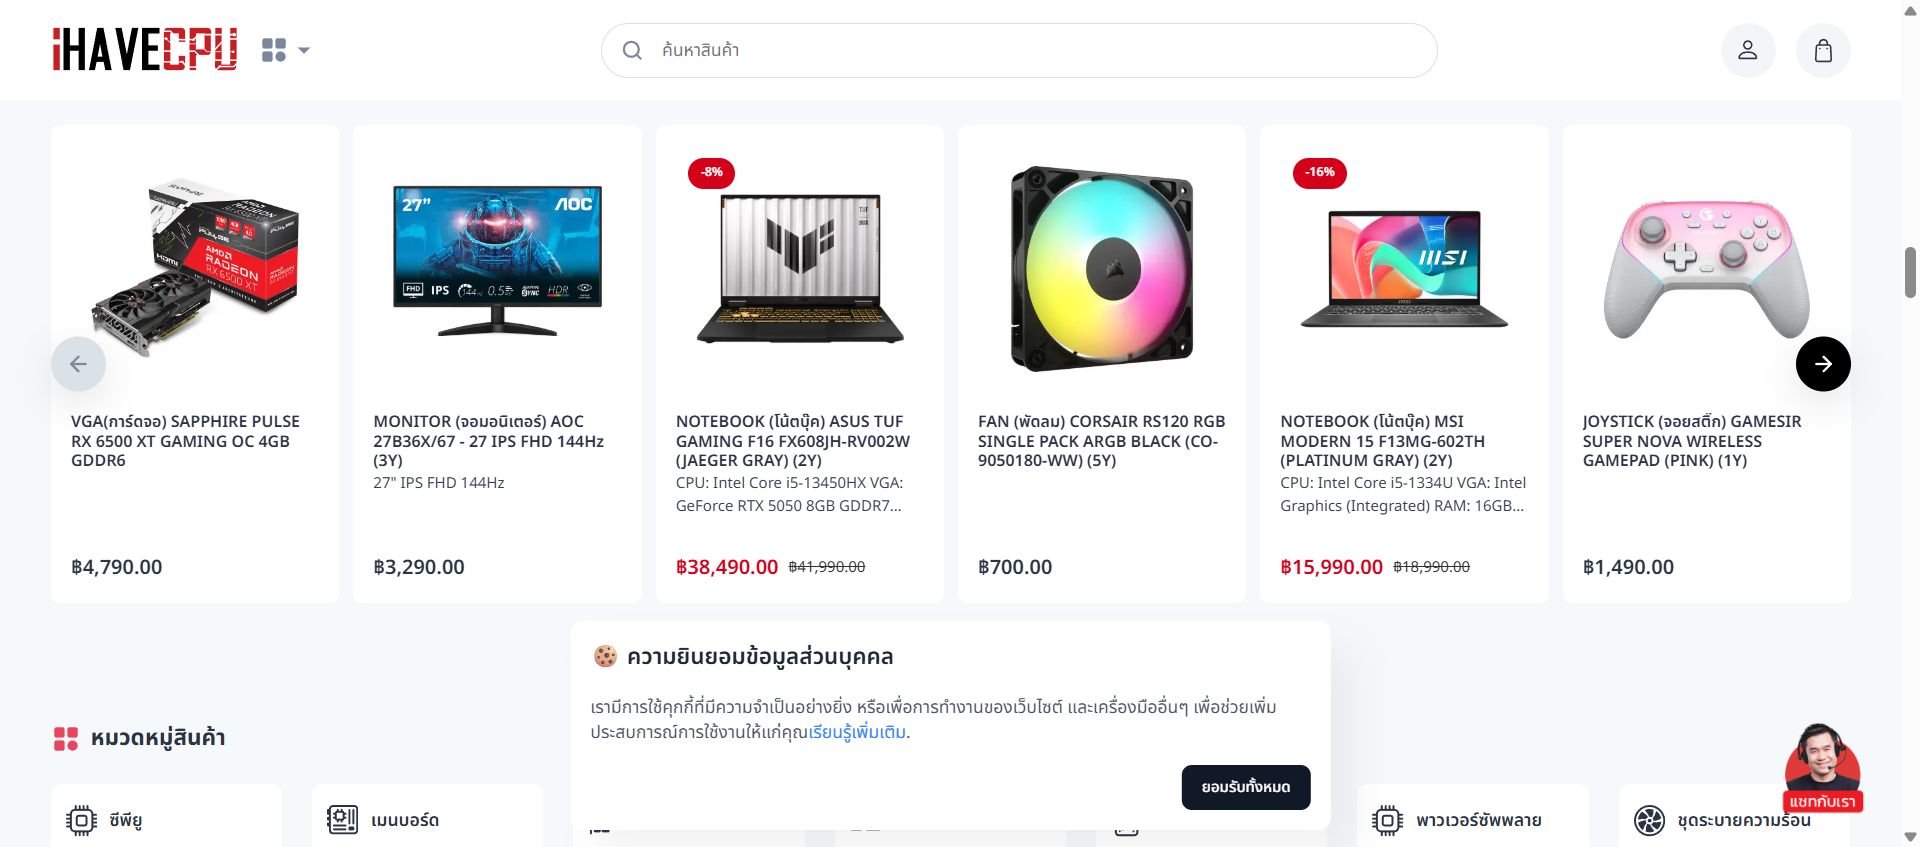 iHAVECPU
ค้นหาสินค้า
AMD
RADEON
RX 6500 XT
HDMI
27”
AOC
FHD IPS 144Hz 0.5 HDR
-8%
TUF
-16%
msi
VGA(การ์ดจอ) SAPPHIRE PULSE
RX 6500 XT GAMING OC 4GB
GDDR6
฿4,790.00
MONITOR (จอมอนิเตอร์) AOC
27B36X/67 - 27 IPS FHD 144Hz
(3Y)
27" IPS FHD 144Hz
฿3,290.00
NOTEBOOK (โน้ตบุ๊ค) ASUS TUF
GAMING F16 FX608JH-RV002W
(JAEGER GRAY) (2Y)
CPU: Intel Core i5-13450HX VGA:
GeForce RTX 5050 8GB GDDR7...
฿38,490.00 ฿41,990.00
FAN (พัดลม) CORSAIR RS120 RGB
SINGLE PACK ARGB BLACK (CO-
9050180-WW) (5Y)
฿700.00
NOTEBOOK (โน้ตบุ๊ค) MSI
MODERN 15 F13MG-602TH
(PLATINUM GRAY) (2Y)
CPU: Intel Core i5-1334U VGA: Intel
Graphics (Integrated) RAM: 16GB...
฿15,990.00 ฿18,990.00
JOYSTICK (จอยสติ๊ก) GAMESIR
SUPER NOVA WIRELESS
GAMEPAD (PINK) (1Y)
฿1,490.00
ความยินยอมข้อมูลส่วนบุคคล
เรามีการใช้คุกกี้ที่มีความจำเป็นอย่างยิ่ง หรือเพื่อการทำงานของเว็บไซต์ และเครื่องมืออื่นๆ เพื่อช่วยเพิ่ม
ประสบการณ์การใช้งานให้แก่คุณเรียนรู้เพิ่มเติม.
ยอมรับทั้งหมด
หมวดหมู่สินค้า
ซีพียู
เมนบอร์ด
พาวเวอร์ซัพพลาย
ชุดระบายความร้อน
แชทกับเรา